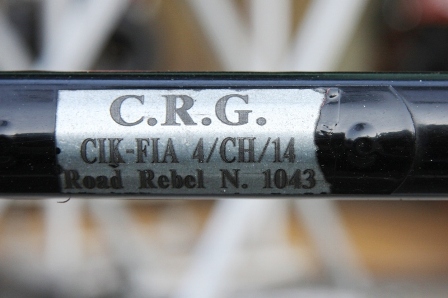 C.R.G.
CIK-FIA 4/CH/14
Road Rebel N. 1043